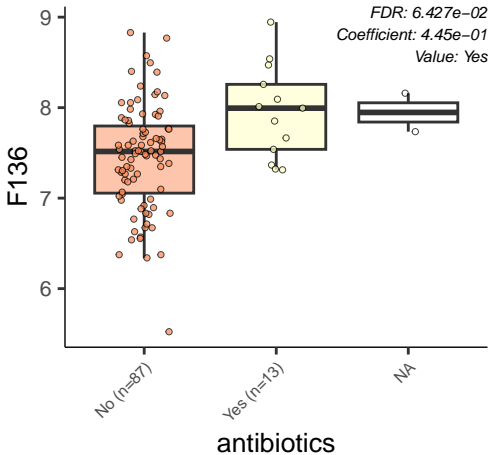 FDR: 6.427e−02
Coefficient: 4.45e−01
Value: Yes
F136
9
8
7
6
No (n=87)
Yes (n=13)
NA
antibiotics